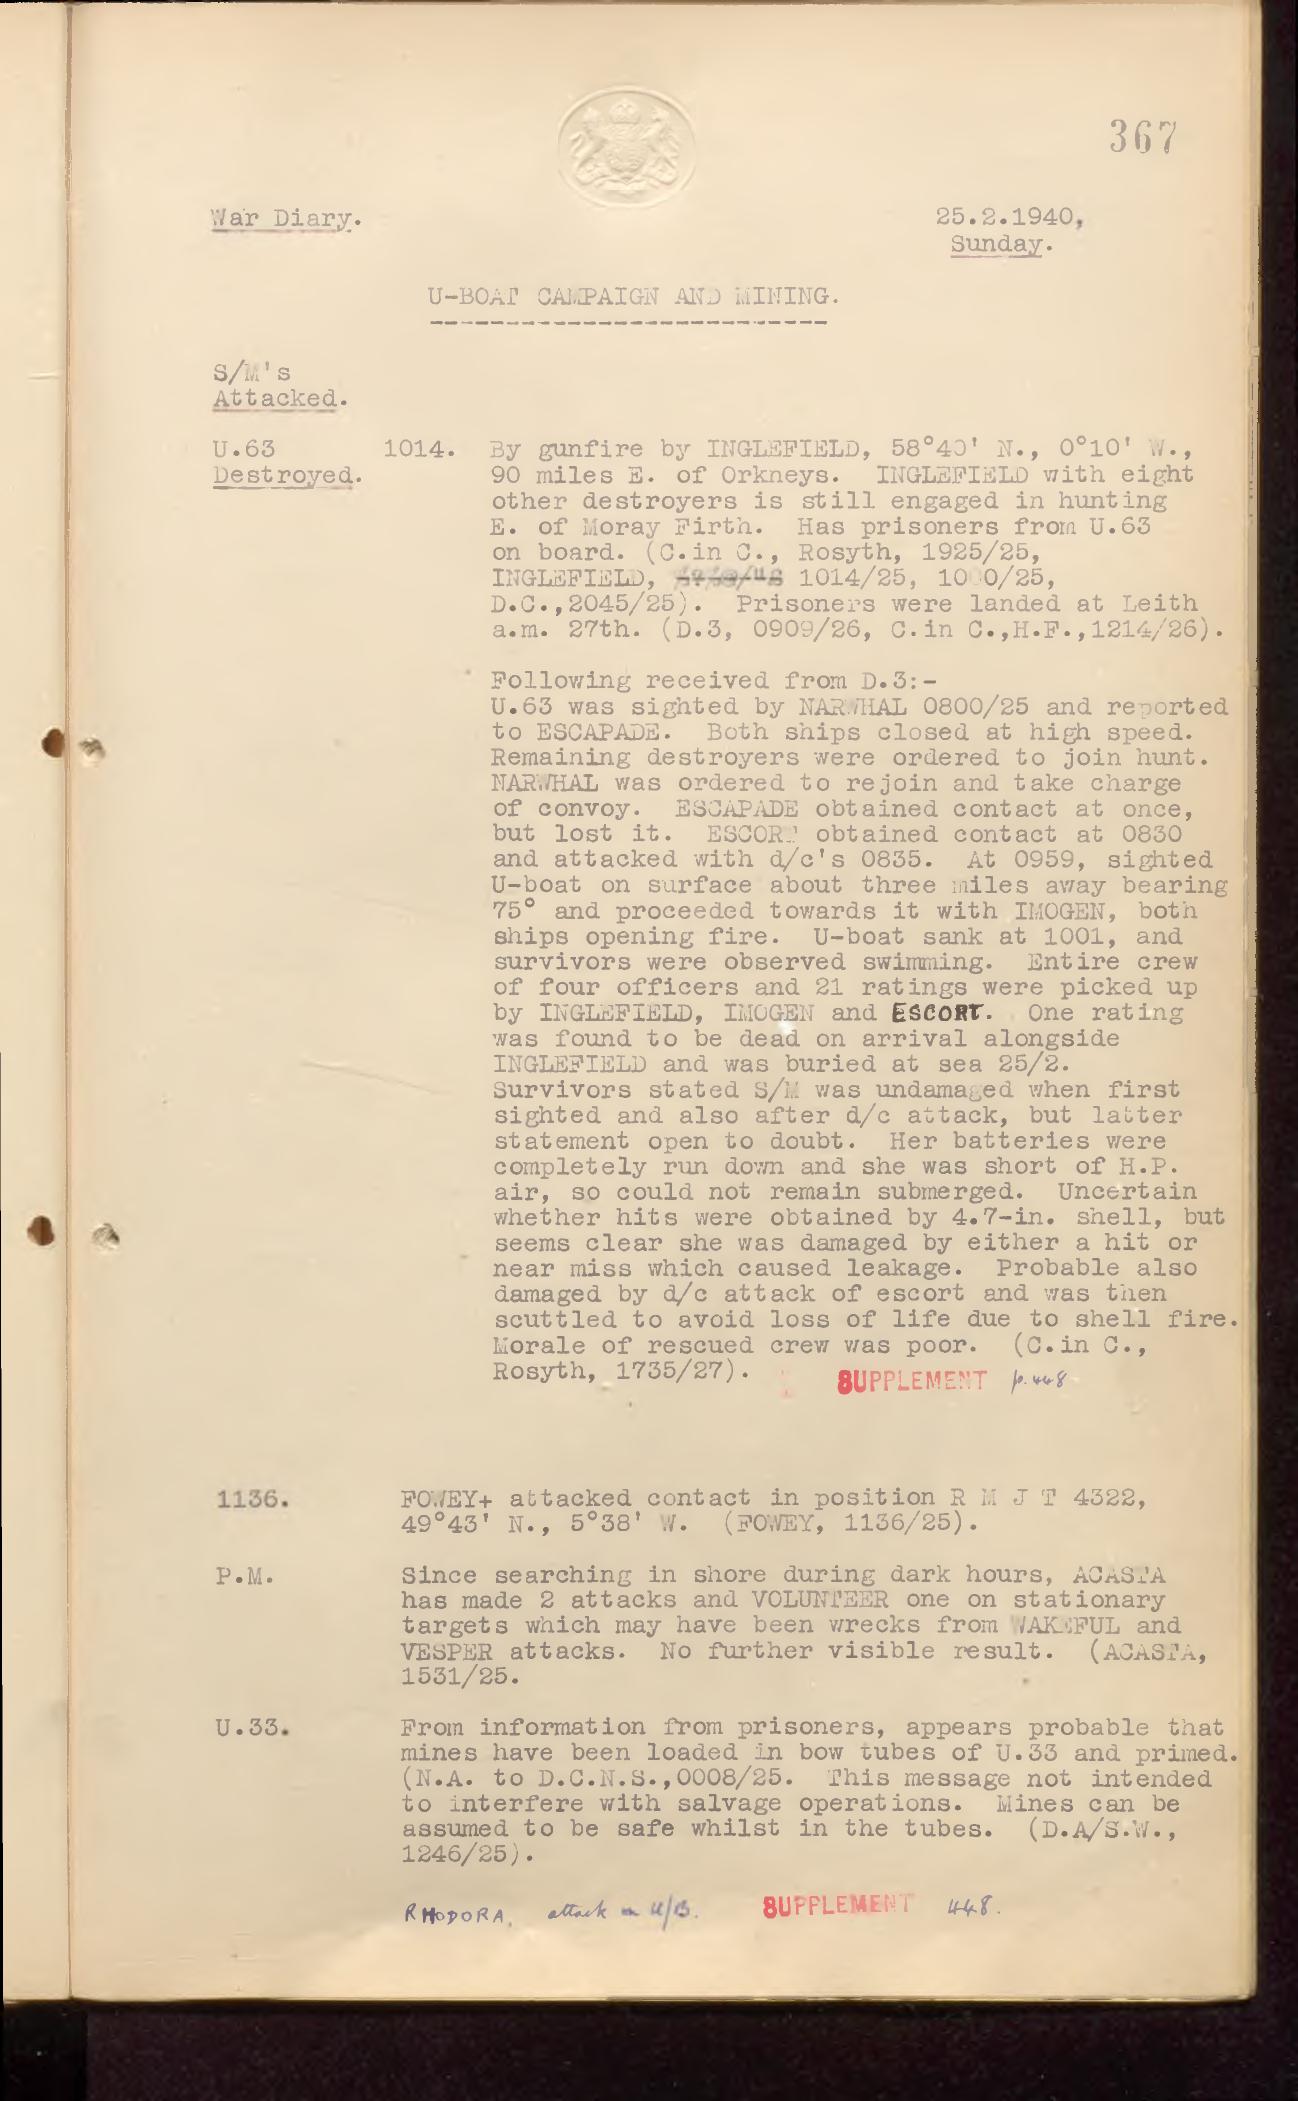 367
War Diary.
25.2.1940,
Sunday.
U-BOAT CAMPAIGN AND MINING.
S/M's
Attacked.
U.63 1014. By gunfire by INGLEFIELD, 58°40' N., 0°10' W.,
Destroyed. 90 miles E. of Orkneys. INGLEFIELD with eight
other destroyers is still engaged in hunting
E. of Moray Firth. Has prisoners from U.63
on board. (C.in C., Rosyth, 1925/25,
INGLEFIELD, 1014/25,
D.C.,2045/25). Prisoners were landed at Leith
a.m. 27th. (D.3, 0909/26, C.in C.,H.F.,1214/26).
Following received from D.3:-
U.63 was sighted by NARWHAL 0800/25 and reported
to ESCAPADE. Both ships closed at high speed.
Remaining destroyers were ordered to join hunt.
NARWHAL was ordered to rejoin and take charge
of convoy. ESCAPADE obtained contact at once,
but lost it. ESCORT obtained contact at 0830
and attacked with d/c's 0835. At 0959, sighted
U-boat on surface about three miles away bearing
75° and proceeded towards it with IMOGEN, both
ships opening fire. U-boat sank at 1001, and
survivors were observed swimming. Entire crew
of four officers and 21 ratings were picked up
by INGLEFIELD, IMOGEN and ESCORT. One rating
was found to be dead on arrival alongside
INGLEFIELD and was buried at sea 25/2.
Survivors stated S/M was undamaged when first
sighted and also after d/c attack, but latter
statement open to doubt. Her batteries were
completely run down and she was short of H.P.
air, so could not remain submerged. Uncertain
whether hits were obtained by 4.7-in. shell, but
seems clear she was damaged by either a hit or
near miss which caused leakage. Probable also
damaged by d/c attack of escort and was then
scuttled to avoid loss of life due to shell fire.
Morale of rescued crew was poor. (C.in C.,
Rosyth, 1735/27).
SUPPLEMENT p.448
1136. FOWEY+ attacked contact in position R M J T 4322,
49°43' N., 5°38' W. (FOWEY, 1136/25).
P.M. Since searching in shore during dark hours, ACASTA
has made 2 attacks and VOLUNTEER one on stationary
targets which may have been wrecks from WAKEFUL and
VESPER attacks. No further visible result. (ACASTA,
1531/25.
U.33. From information from prisoners, appears probable that
mines have been loaded in bow tubes of U.33 and primed.
(N.A. to D.C.N.S.,0008/25. This message not intended
to interfere with salvage operations. Mines can be
assumed to be safe whilst in the tubes. (D.A/S.W.,
1246/25).
RHODORA. attack on U/B. SUPPLEMENT 448.